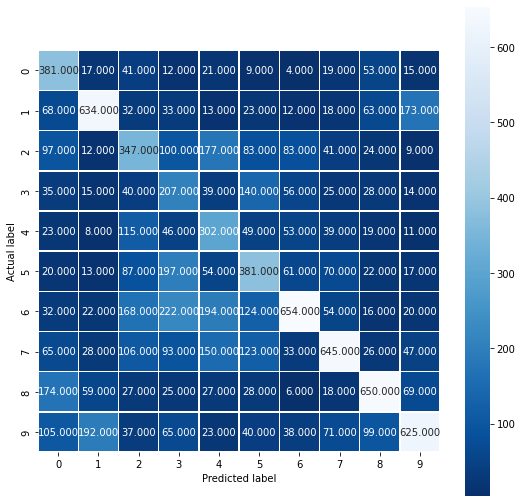 0 381.000 17.000 41.000 12.000 21.000 9.000 4.000 19.000 53.000 15.000
1 68.000 634.000 32.000 33.000 13.000 23.000 12.000 18.000 63.000 173.000
2 97.000 12.000 347.000 100.000 177.000 83.000 83.000 41.000 24.000 9.000
3 35.000 15.000 40.000 207.000 39.000 140.000 56.000 25.000 28.000 14.000
4 23.000 8.000 115.000 46.000 302.000 49.000 53.000 39.000 19.000 11.000
5 20.000 13.000 87.000 197.000 54.000 381.000 61.000 70.000 22.000 17.000
6 32.000 22.000 168.000 222.000 194.000 124.000 654.000 54.000 16.000 20.000
7 65.000 28.000 106.000 93.000 150.000 123.000 33.000 645.000 26.000 47.000
8 174.000 59.000 27.000 25.000 27.000 28.000 6.000 18.000 650.000 69.000
9 105.000 192.000 37.000 65.000 23.000 40.000 38.000 71.000 99.000 625.000
0 1 2 3 4 5 6 7 8 9
Predicted label
Actual label
600
500
400
300
200
100